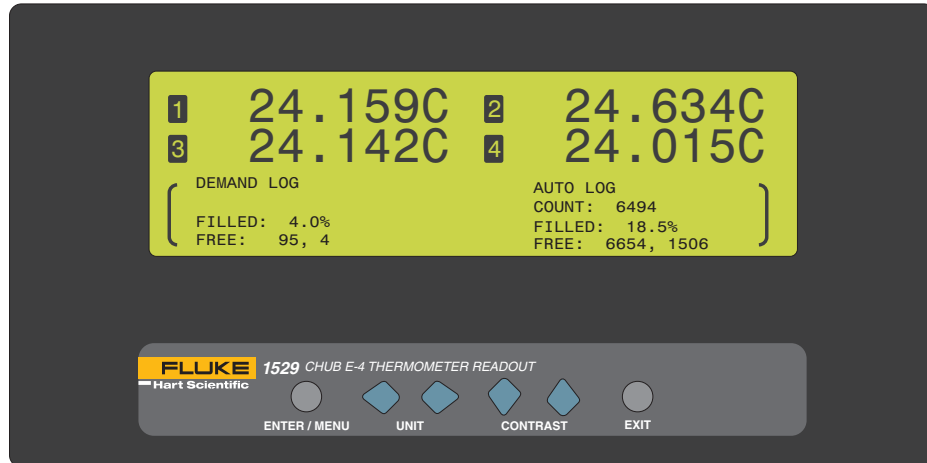 1 24.159C 2 24.634C
3 24.142C 4 24.015C
DEMAND LOG
FILLED: 4.0%
FREE: 95, 4
AUTO LOG
COUNT: 6494
FILLED: 18.5%
FREE: 6654, 1506
FLUKE
Hart Scientific
1529 CHUB E-4 THERMOMETER READOUT
ENTER / MENU UNIT CONTRAST EXIT